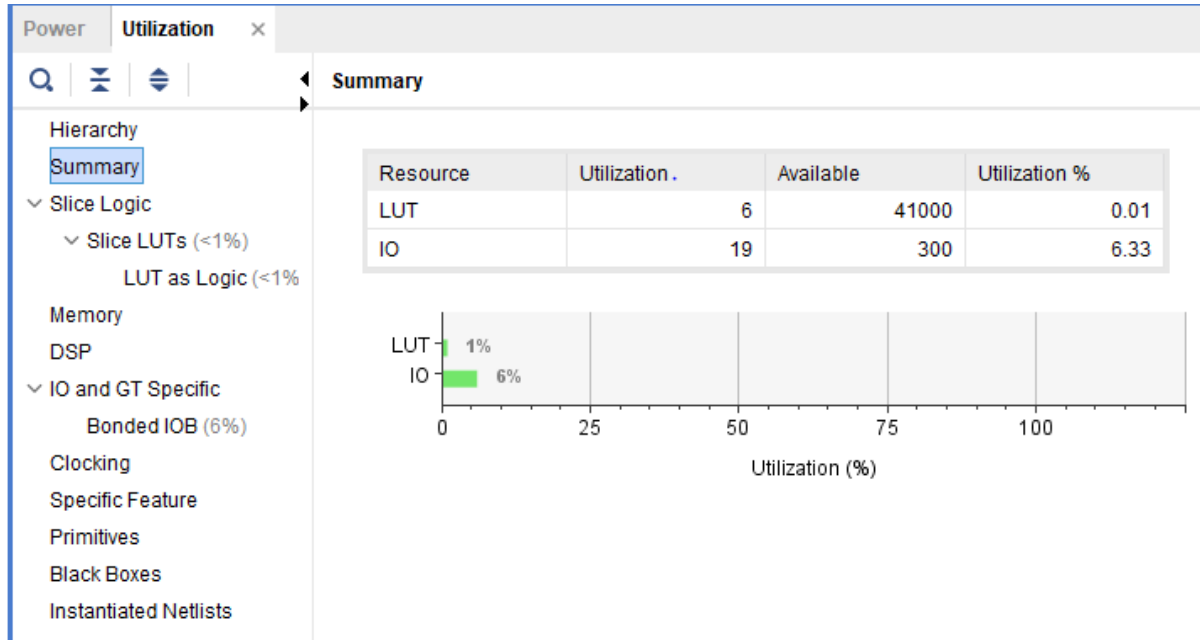 Power Utilization ×
Summary
Hierarchy
Summary
Slice Logic
Slice LUTs (<1%)
LUT as Logic (<1%
Memory
DSP
IO and GT Specific
Bonded IOB (6%)
Clocking
Specific Feature
Primitives
Black Boxes
Instantiated Netlists
Resource Utilization Available Utilization %
LUT 6 41000 0.01
IO 19 300 6.33
LUT 1%
IO 6%
0 25 50 75 100
Utilization (%)